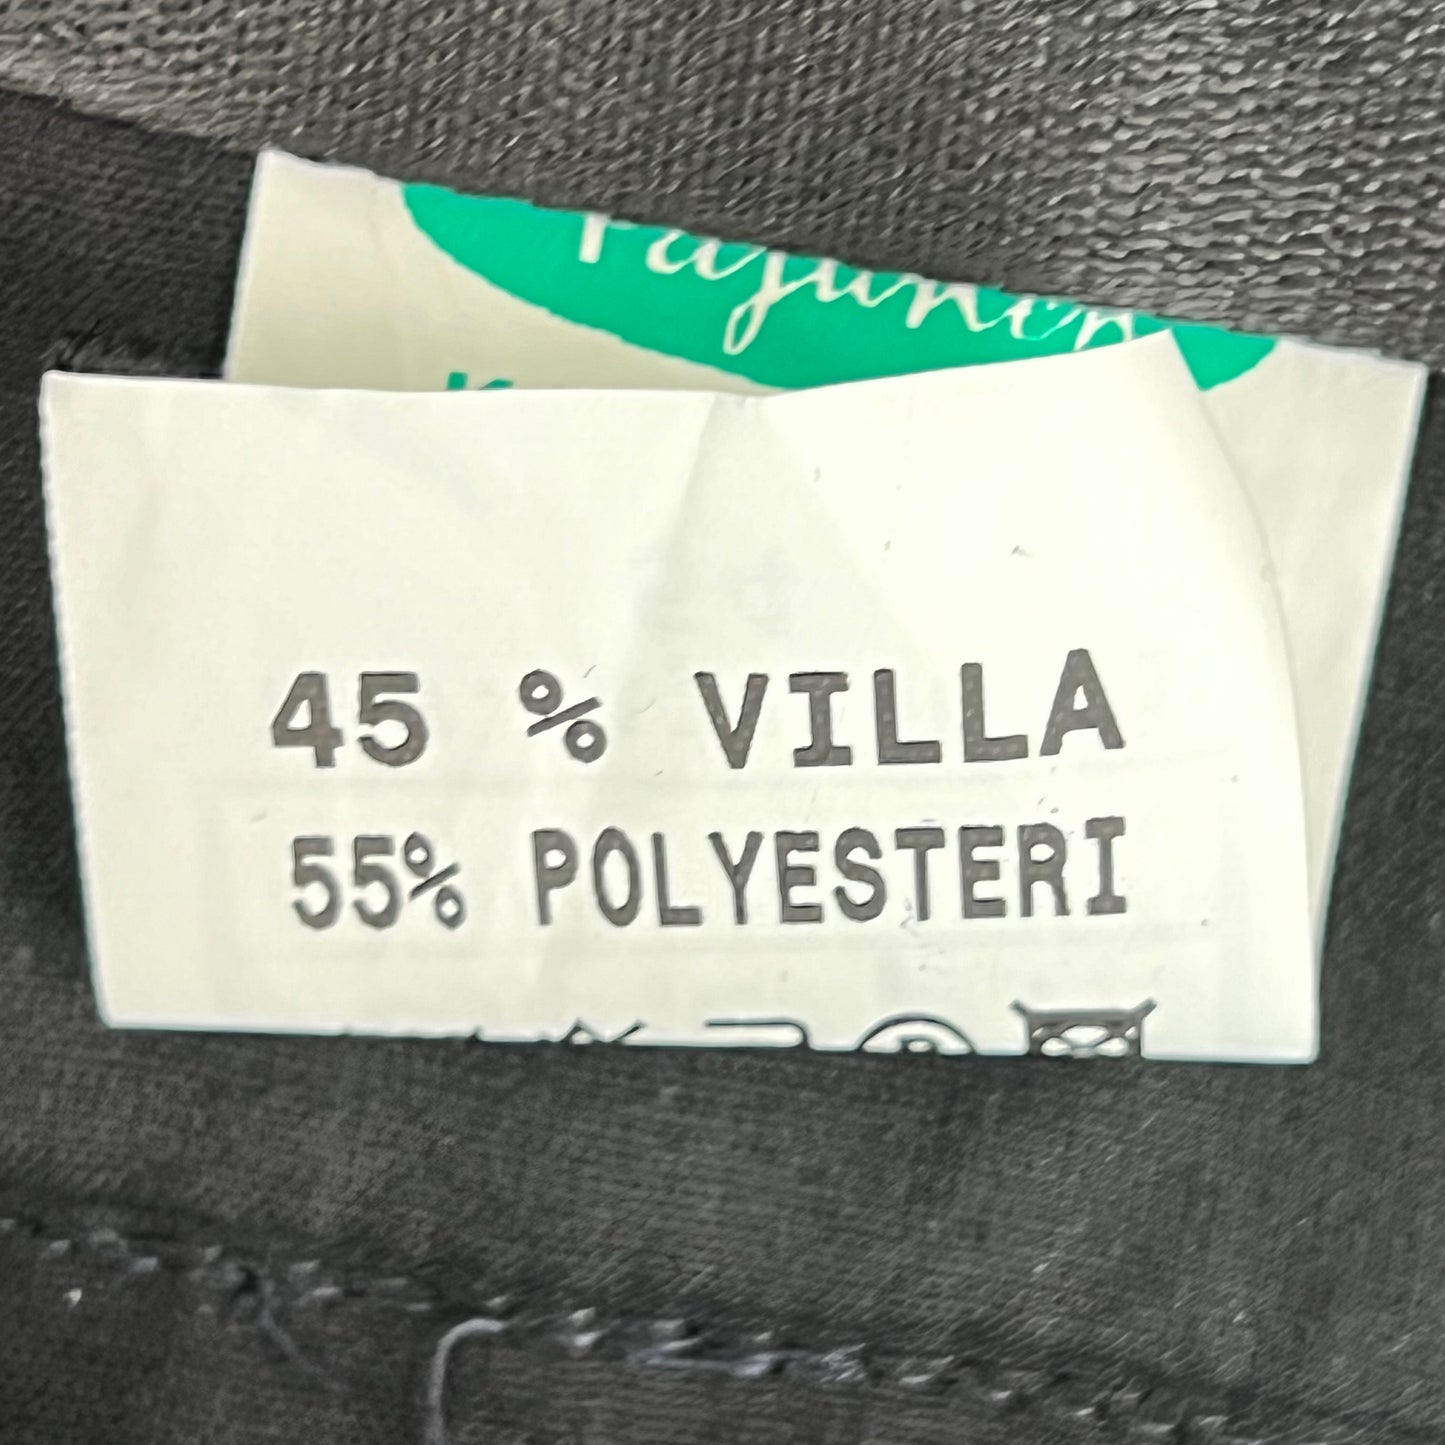 45 % VILLA
55% POLYESTERI